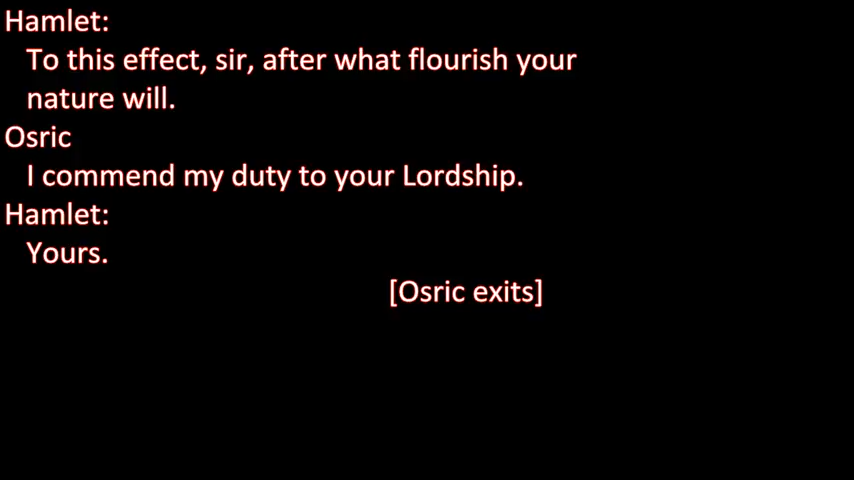 Hamlet:
To this effect, sir, after what flourish your
nature will.
Osric
I commend my duty to your Lordship.
Hamlet:
Yours.
[Osric exits]